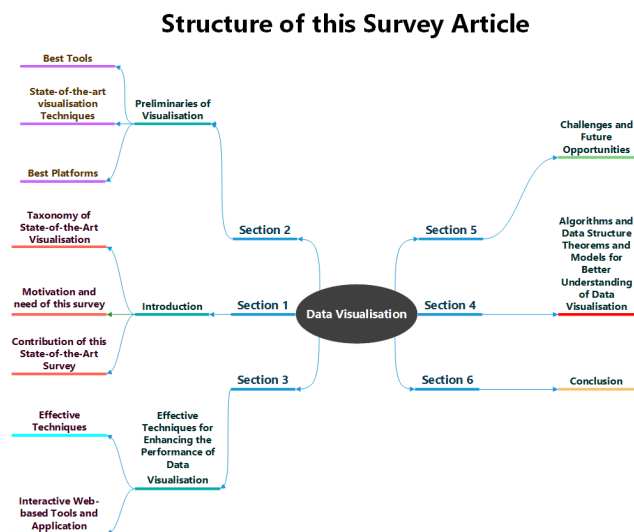 Structure of this Survey Article
Best Tools
State-of-the-art
visualisation
Techniques
Best Platforms
Preliminaries of
Visualisation
Section 2
Taxonomy of
State-of-the-Art
Visualisation
Motivation and
need of this survey
Contribution of this
State-of-the-Art
Survey
Introduction
Section 1
Effective
Techniques
Interactive Web-
based Tools and
Application
Effective
Techniques for
Enhancing the
Performance of
Data
Visualisation
Section 3
Data Visualisation
Section 5
Challenges and
Future
Opportunities
Section 4
Algorithms and
Data Structure
Theorems and
Models for
Better
Understanding
of Data
Visualisation
Section 6
Conclusion